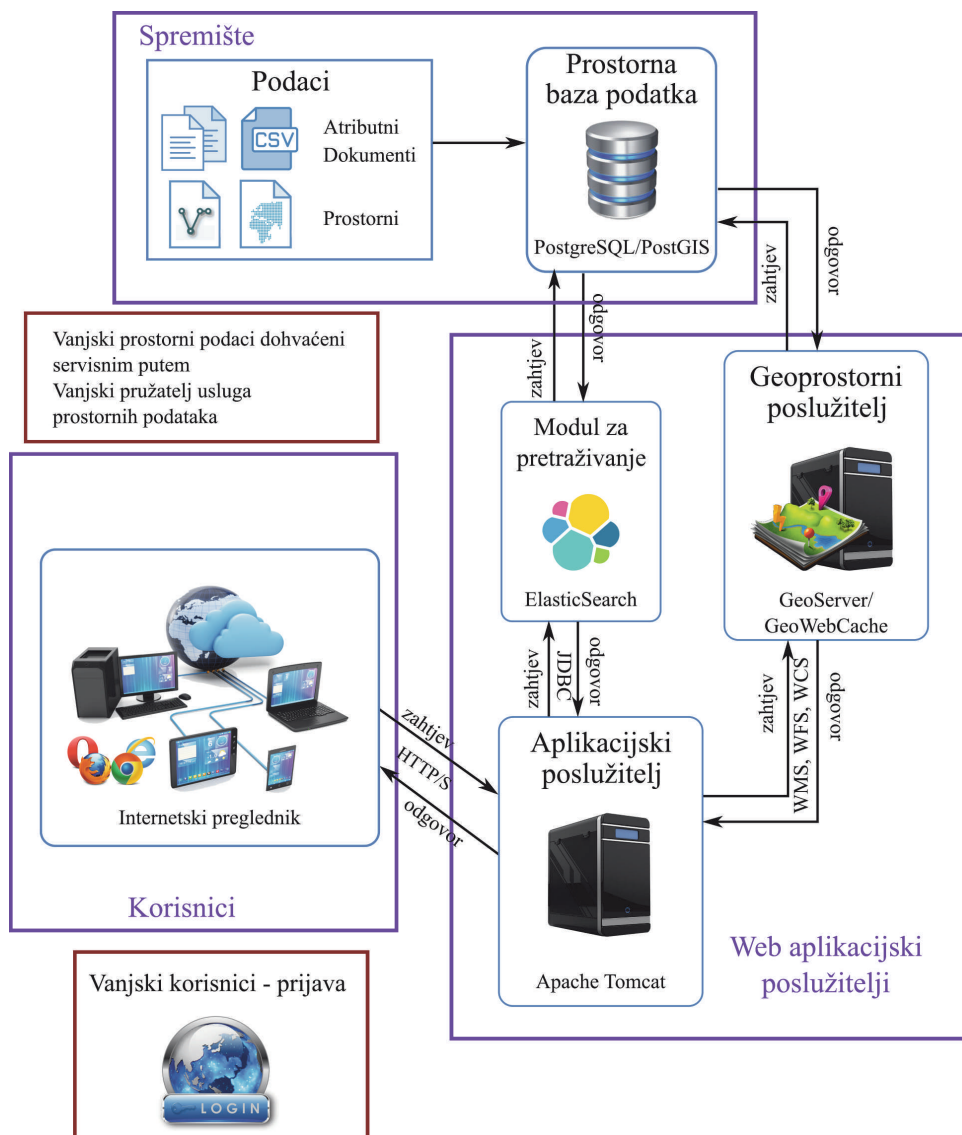 Spremište
Podaci
CSV
Atributni
Dokumenti
Prostorni
Prostorna
baza podatka
PostgreSQL/PostGIS
zahtjev
odgovor
zahtjev
odgovor
Vanjski prostorni podaci dohvaćeni
servisnim putem
Vanjski pružatelj usluga
prostornih podataka
Modul za
pretraživanje
ElasticSearch
Geoprostorni
poslužitelj
GeoServer/
GeoWebCache
zahtjev
JDBC
odgovor
zahtjev
WMS, WFS, WCS
odgovor
Internetski preglednik
Korisnici
zahtjev
HTTP/S
odgovor
Aplikacijski
poslužitelj
Apache Tomcat
Web aplikacijski
poslužitelji
Vanjski korisnici - prijava
LOGIN